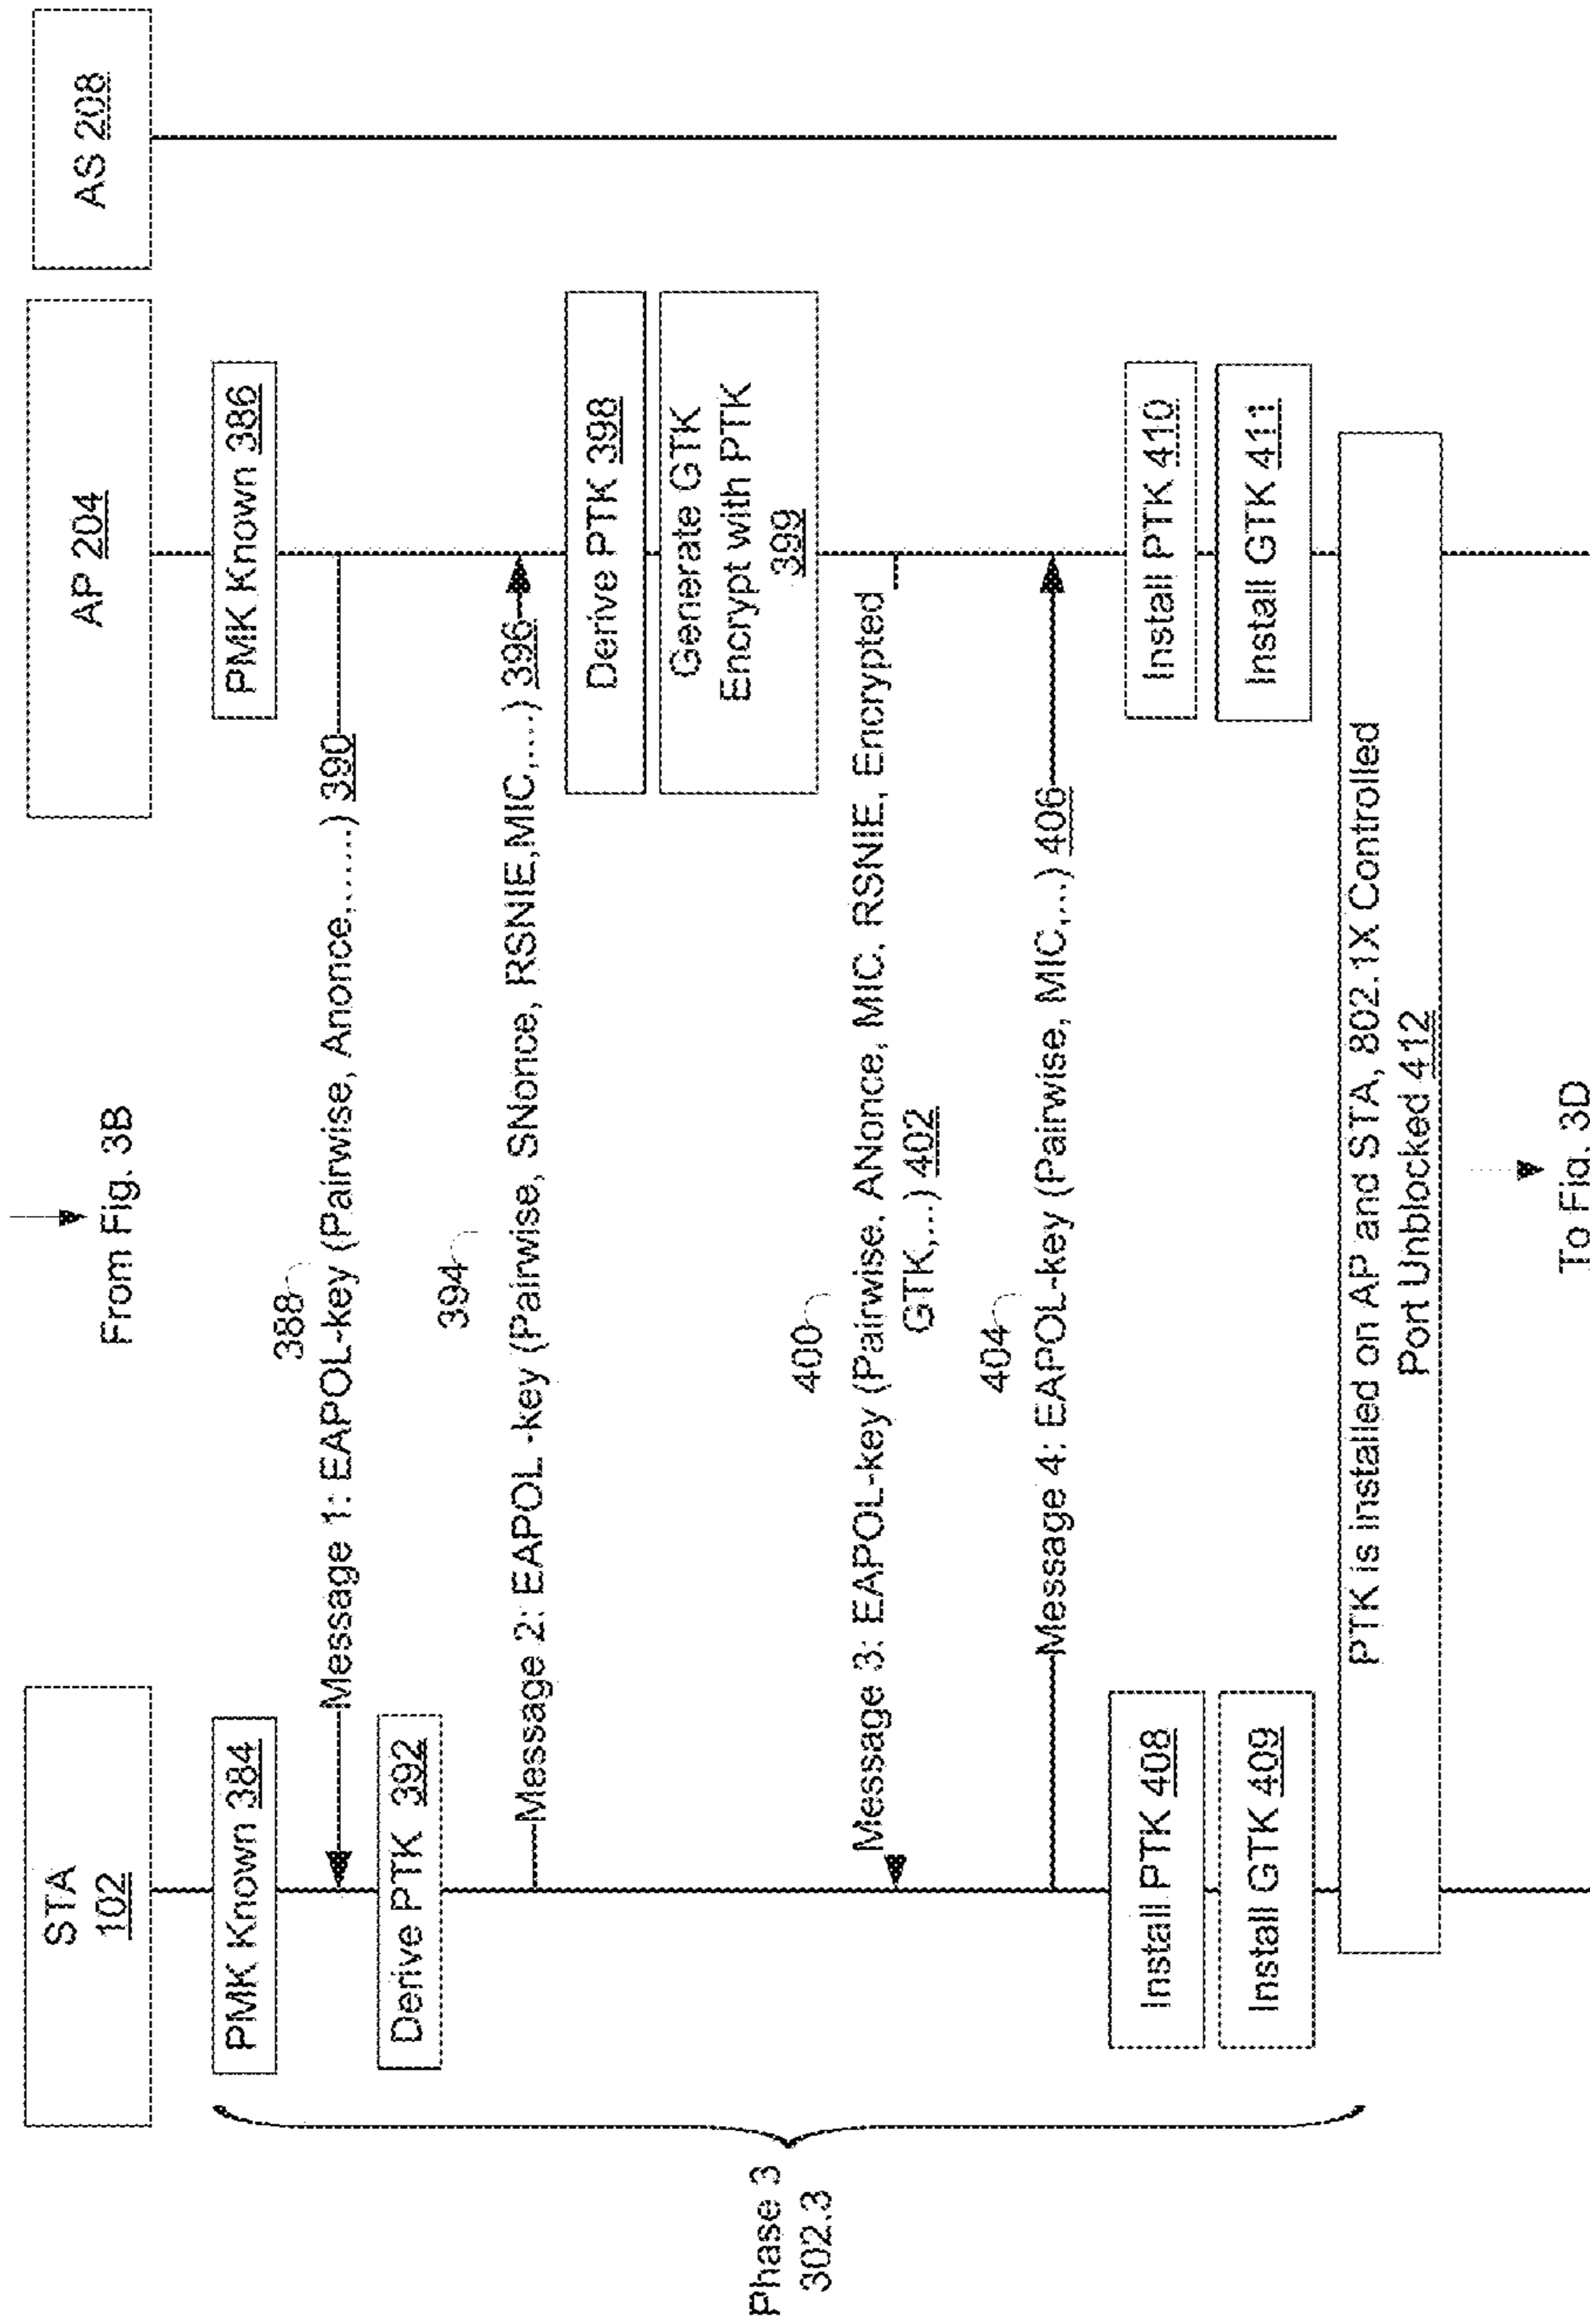 From Fig. 3B
STA
102
AP 204
AS 208
PMK Known 384
PMK Known 386
388
Message 1: EAPOL-key (Pairwise, Anonce,......) 390
Derive PTK 392
394
Message 2: EAPOL -key (Pairwise, SNonce, RSNIE,MIC,....) 396
Derive PTK 398
Generate GTK
Encrypt with PTK
399
400
Message 3: EAPOL-key (Pairwise, ANonce, MIC, RSNIE, Encrypted
GTK,...) 402
404
Message 4: EAPOL-key (Pairwise, MIC,...) 406
Install PTK 408
Install PTK 410
Install GTK 409
Install GTK 411
PTK is installed on AP and STA, 802.1X Controlled
Port Unblocked 412
Phase 3
302.3
To Fig. 3D